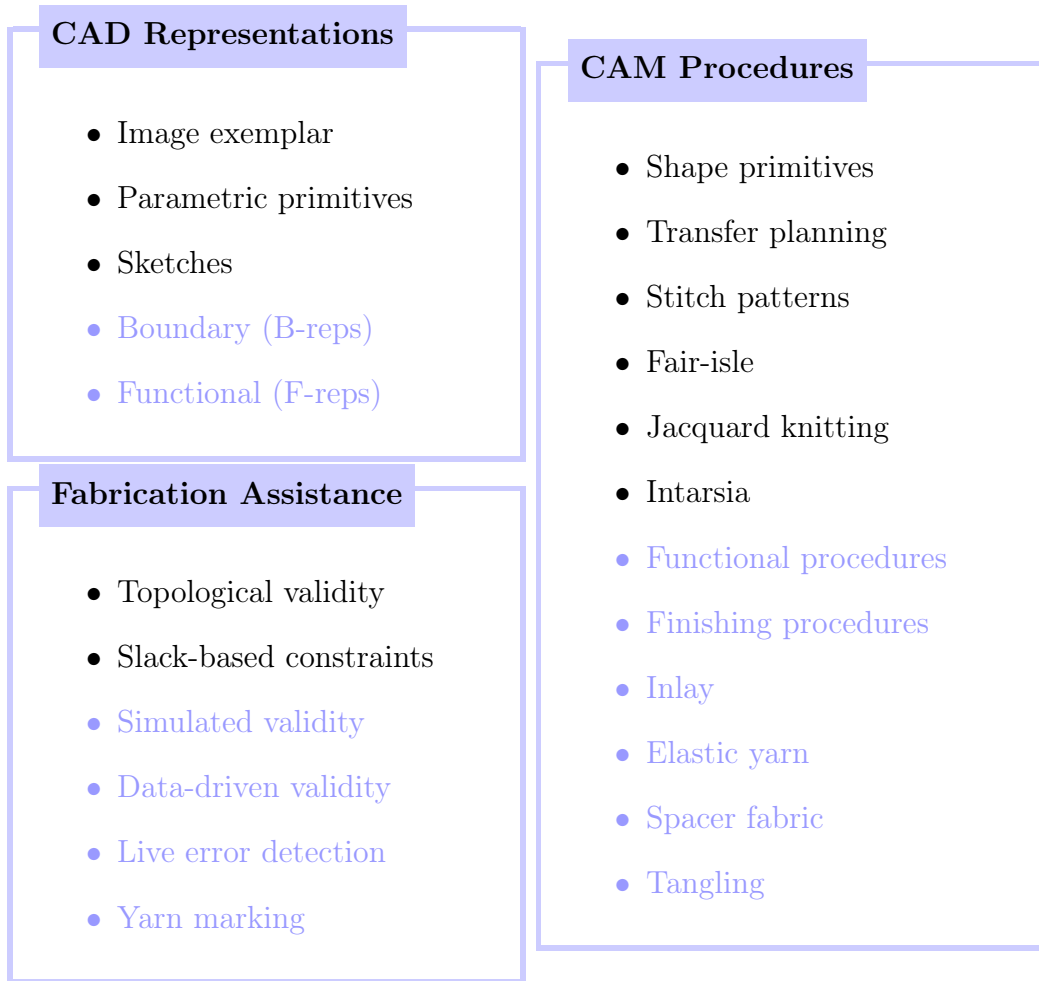 CAD Representations
• Image exemplar
• Parametric primitives
• Sketches
• Boundary (B-reps)
• Functional (F-reps)
Fabrication Assistance
• Topological validity
• Slack-based constraints
• Simulated validity
• Data-driven validity
• Live error detection
• Yarn marking
CAM Procedures
• Shape primitives
• Transfer planning
• Stitch patterns
• Fair-isle
• Jacquard knitting
• Intarsia
• Functional procedures
• Finishing procedures
• Inlay
• Elastic yarn
• Spacer fabric
• Tangling